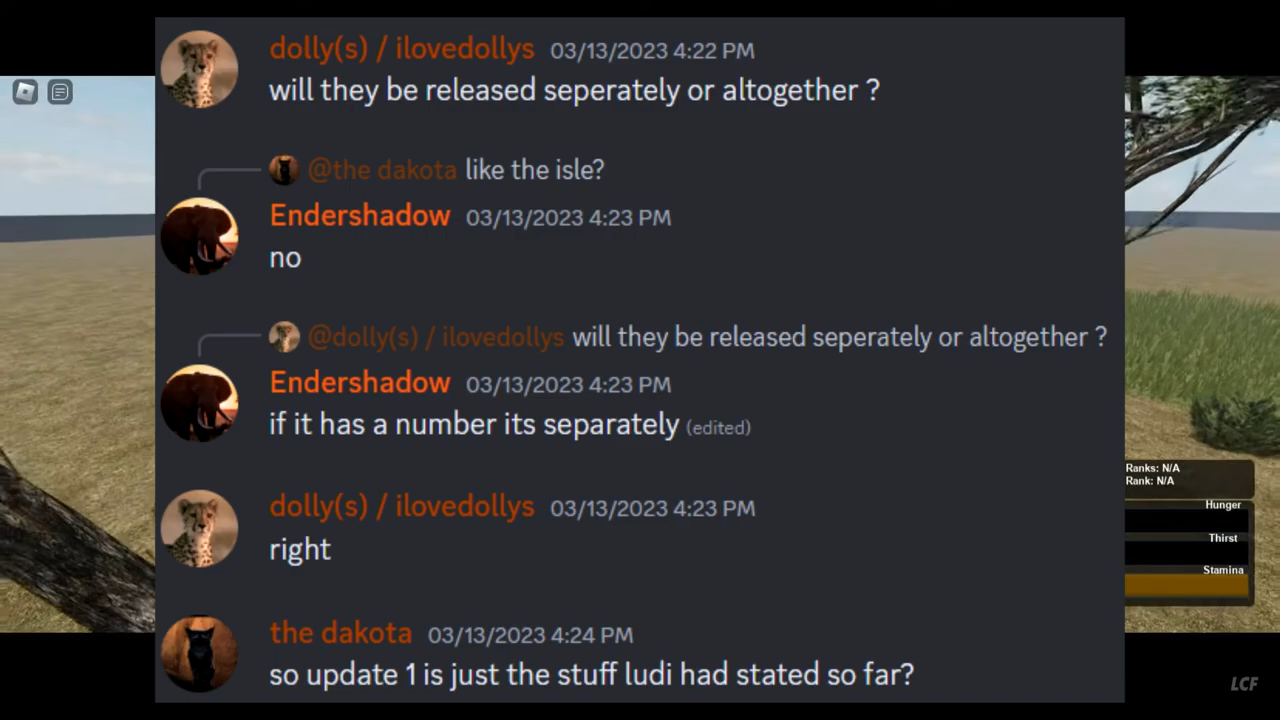 dolly(s) / ilovedollys 03/13/2023 4:22 PM
will they be released seperately or altogether ?
@the dakota like the isle?
Endershadow 03/13/2023 4:23 PM
no
@dolly(s) / ilovedollys will they be released seperately or altogether ?
Endershadow 03/13/2023 4:23 PM
if it has a number its separately (edited)
dolly(s) / ilovedollys 03/13/2023 4:23 PM
right
the dakota 03/13/2023 4:24 PM
so update 1 is just the stuff ludi had stated so far?
Ranks: N/A
Rank: N/A
Hunger
Thirst
Stamina
LCF